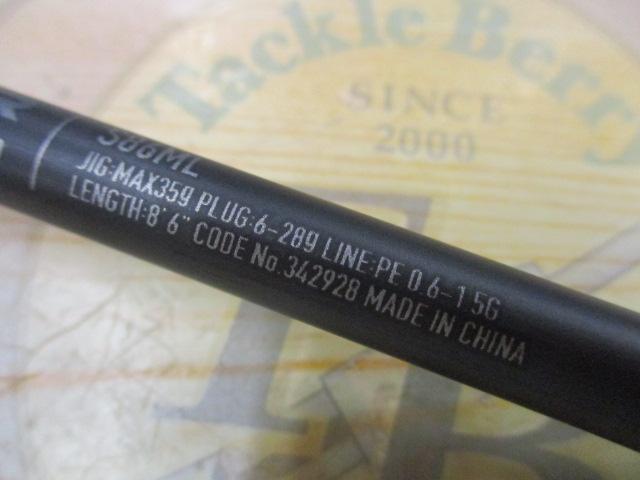 Tackle Berry
SINCE
2000
S86ML
JIG:MAX35g PLUG:6-28g LINE:PE 0.6-1.5G
LENGTH:8'6" CODE No.342928 MADE IN CHINA